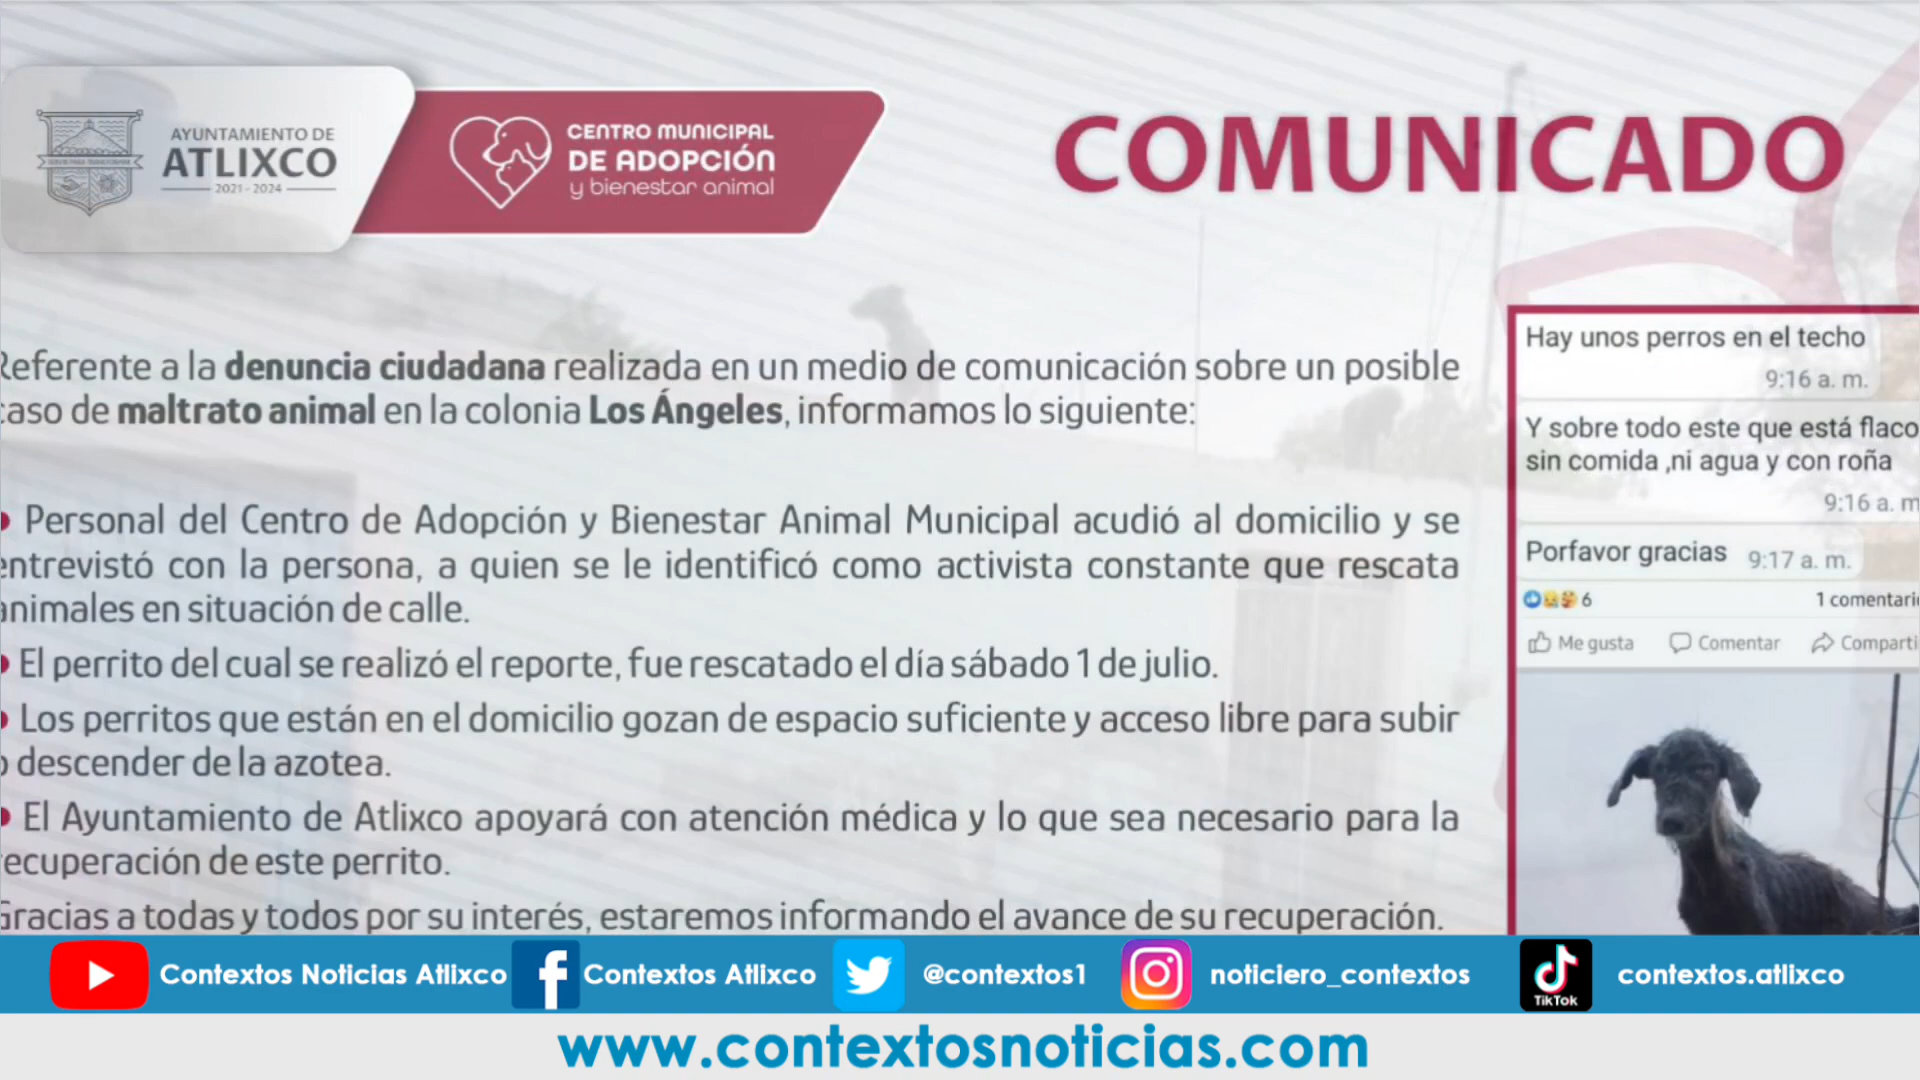 AYUNTAMIENTO DE
ATLIXCO
2021 - 2024
CENTRO MUNICIPAL
DE ADOPCIÓN
y bienestar animal
COMUNICADO
Referente a la denuncia ciudadana realizada en un medio de comunicación sobre un posible
caso de maltrato animal en la colonia Los Ángeles, informamos lo siguiente:
• Personal del Centro de Adopción y Bienestar Animal Municipal acudió al domicilio y se
entrevistó con la persona, a quien se le identificó como activista constante que rescata
animales en situación de calle.
• El perrito del cual se realizó el reporte, fue rescatado el día sábado 1 de julio.
• Los perritos que están en el domicilio gozan de espacio suficiente y acceso libre para subir
o descender de la azotea.
• El Ayuntamiento de Atlixco apoyará con atención médica y lo que sea necesario para la
recuperación de este perrito.
Gracias a todas y todos por su interés, estaremos informando el avance de su recuperación.
Hay unos perros en el techo
9:16 a. m.
Y sobre todo este que está flaco
sin comida ,ni agua y con roña
9:16 a. m
Porfavor gracias 9:17 a. m.
6 1 comentari
Me gusta Comentar Comparti
Contextos Noticias Atlixco Contextos Atlixco @contextos1 noticiero_contextos TikTok contextos.atlixco
www.contextosnoticias.com